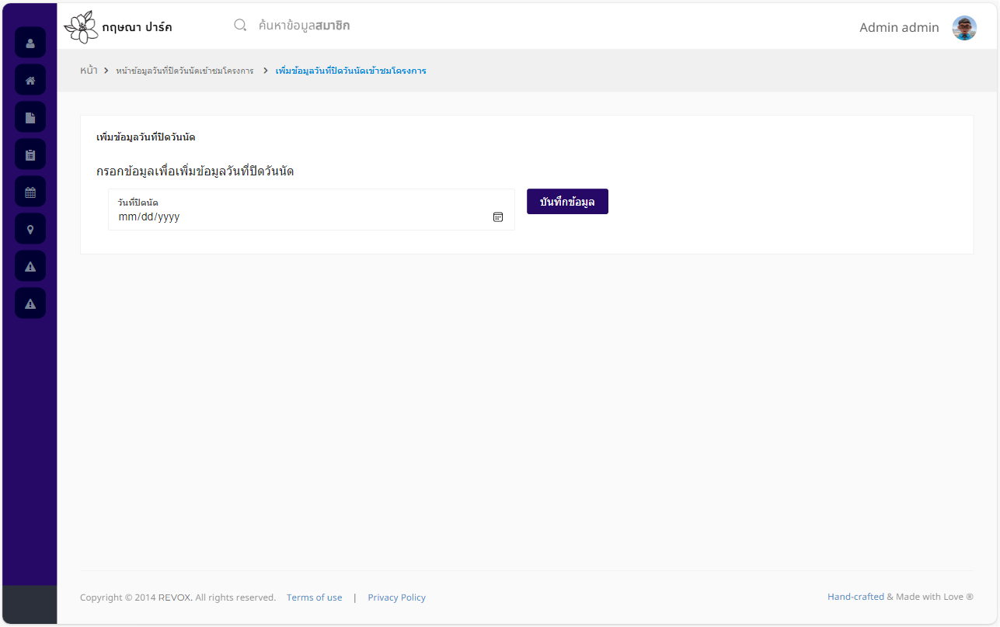 กฤษณา ปาร์ค
ค้นหาข้อมูลสมาชิก
Admin admin
หน้า > หน้าข้อมูลวันที่ปิดวันนัดเข้าชมโครงการ > เพิ่มข้อมูลวันที่ปิดวันนัดเข้าชมโครงการ
เพิ่มข้อมูลวันที่ปิดวันนัด
กรอกข้อมูลเพื่อเพิ่มข้อมูลวันที่ปิดวันนัด
วันที่ปิดนัด
mm/dd/yyyy
บันทึกข้อมูล
Copyright © 2014 REVOX. All rights reserved. Terms of use | Privacy Policy
Hand-crafted & Made with Love ®